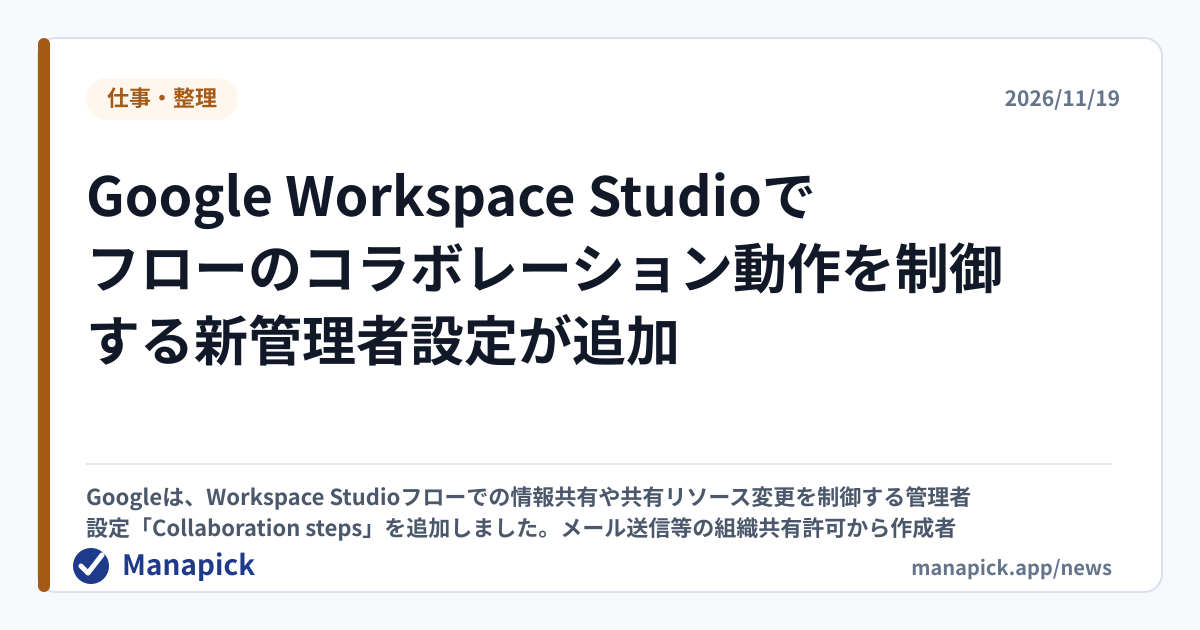 仕事・整理
2026/11/19
Google Workspace Studioで
フローのコラボレーション動作を制御
する新管理者設定が追加
Googleは、Workspace Studioフローでの情報共有や共有リソース変更を制御する管理者
設定「Collaboration steps」を追加しました。メール送信等の組織共有許可から作成者
Manapick
manapick.app/news